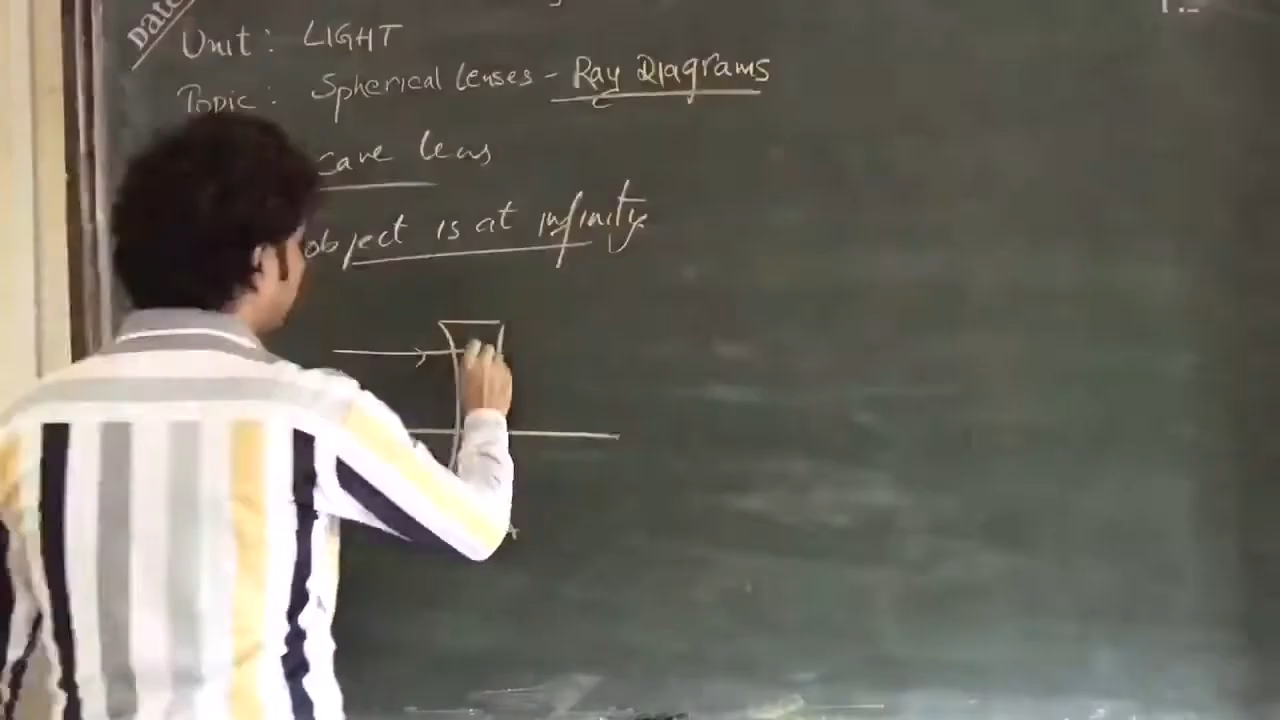 Date
Unit: LIGHT
Topic: Spherical lenses - Ray Diagrams
cave lens
object is at infinity